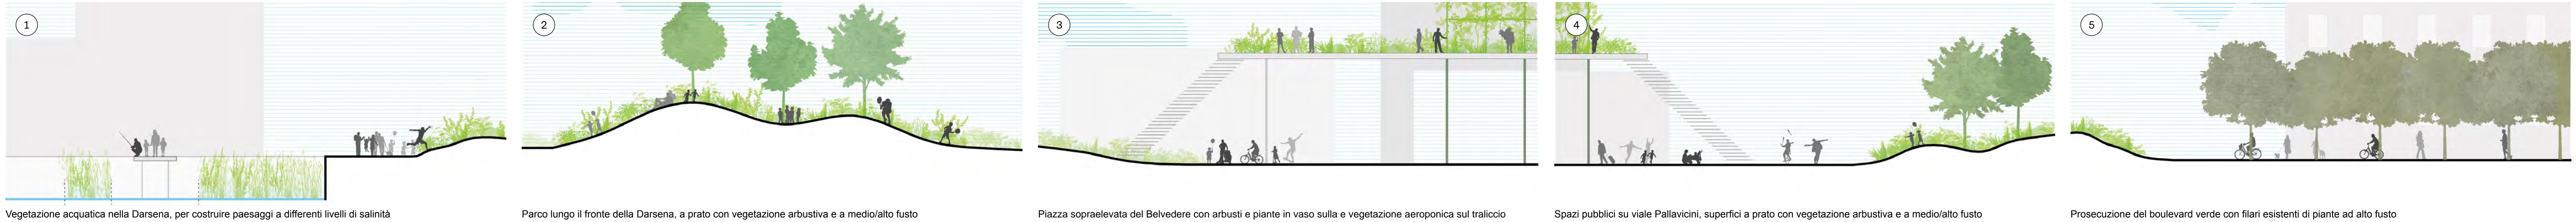 1
Vegetazione acquatica nella Darsena, per costruire paesaggi a differenti livelli di salinità
2
Parco lungo il fronte della Darsena, a prato con vegetazione arbustiva e a medio/alto fusto
3
Piazza sopraelevata del Belvedere con arbusti e piante in vaso sulla e vegetazione aeroponica sul traliccio
4
Spazi pubblici su viale Pallavicini, superfici a prato con vegetazione arbustiva e a medio/alto fusto
5
Prosecuzione del boulevard verde con filari esistenti di piante ad alto fusto